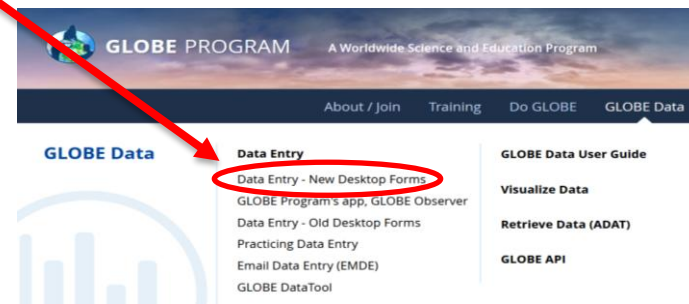 GLOBE PROGRAM
A Worldwide Science and Education Program
About / Join Training Do GLOBE GLOBE Data
GLOBE Data
Data Entry
Data Entry - New Desktop Forms
GLOBE Program's app, GLOBE Observer
Data Entry - Old Desktop Forms
Practicing Data Entry
Email Data Entry (EMDE)
GLOBE DataTool
GLOBE Data User Guide
Visualize Data
Retrieve Data (ADAT)
GLOBE API